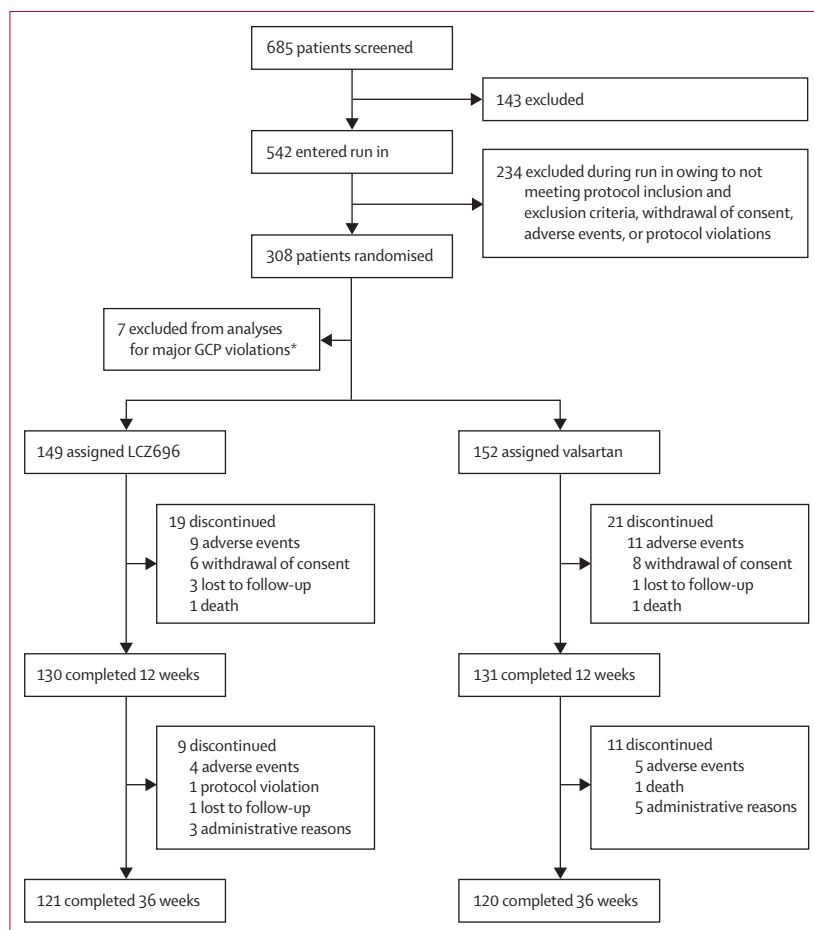 685 patients screened
143 excluded
542 entered run in
234 excluded during run in owing to not
meeting protocol inclusion and
exclusion criteria, withdrawal of consent,
adverse events, or protocol violations
308 patients randomised
7 excluded from analyses
for major GCP violations*
149 assigned LCZ696
152 assigned valsartan
19 discontinued
9 adverse events
6 withdrawal of consent
3 lost to follow-up
1 death
21 discontinued
11 adverse events
8 withdrawal of consent
1 lost to follow-up
1 death
130 completed 12 weeks
131 completed 12 weeks
9 discontinued
4 adverse events
1 protocol violation
1 lost to follow-up
3 administrative reasons
11 discontinued
5 adverse events
1 death
5 administrative reasons
121 completed 36 weeks
120 completed 36 weeks